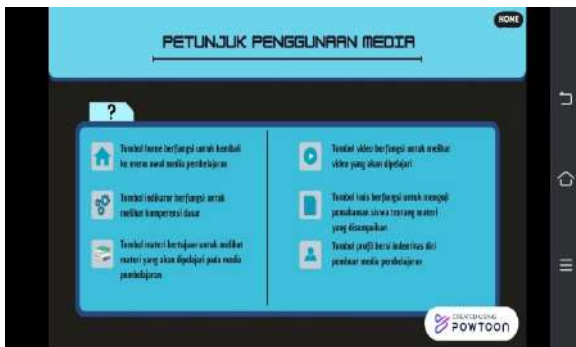 HOME
PETUNJUK PENGGUNAAN MEDIA
?
Tombol home berfungsi untuk kembali
ke menu awal media pembelajaran
Tombol indikator berfungsi untuk
melihat kompetensi dasar
Tombol materi bertujuan untuk melihat
materi yang akan dipelajari pada media
pembelajaran
Tombol video berfungsi untuk melihat
video yang akan dipelajari
Tombol kuis berfungsi untuk menguji
pemahaman siswa tentang materi
yang disampaikan
Tombol profil berisi indentitas diri
pembuat media pembelajaran
CREATED USING
POWTOON